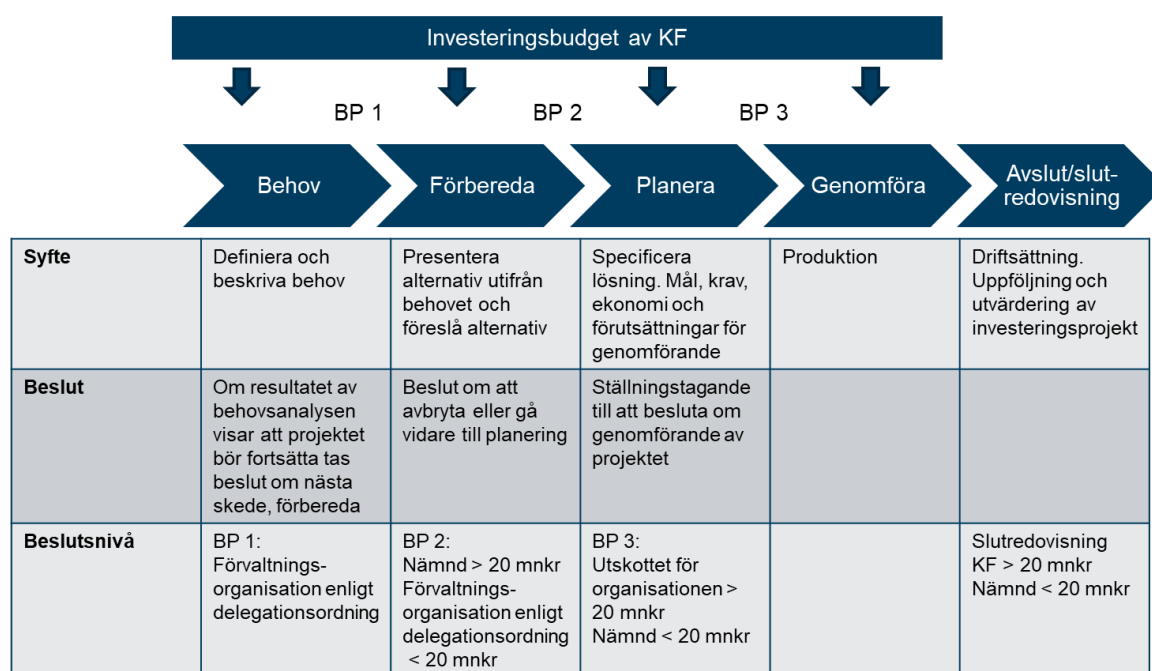 Investeringsbudget av KF
BP 1
BP 2
BP 3
Behov
Förbereda
Planera
Genomföra
Avslut/slut-
redovisning
Syfte
Definiera och
beskriva behov
Presentera
alternativ utifrån
behovet och
föreslå alternativ
Specificera
lösning. Mål, krav,
ekonomi och
förutsättningar för
genomförande
Produktion
Driftsättning.
Uppföljning och
utvärdering av
investeringsprojekt
Beslut
Om resultatet av
behovsanalysen
visar att projektet
bör fortsätta tas
beslut om nästa
skede, förbereda
Beslut om att
avbryta eller gå
vidare till planering
Ställningstagande
till att besluta om
genomförande av
projektet
Beslutsnivå
BP 1:
Förvaltnings-
organisation enligt
delegationsordning
BP 2:
Nämnd > 20 mnkr
Förvaltnings-
organisation enligt
delegationsordning
< 20 mnkr
BP 3:
Utskottet för
organisationen >
20 mnkr
Nämnd < 20 mnkr
Slutredovisning
KF > 20 mnkr
Nämnd < 20 mnkr